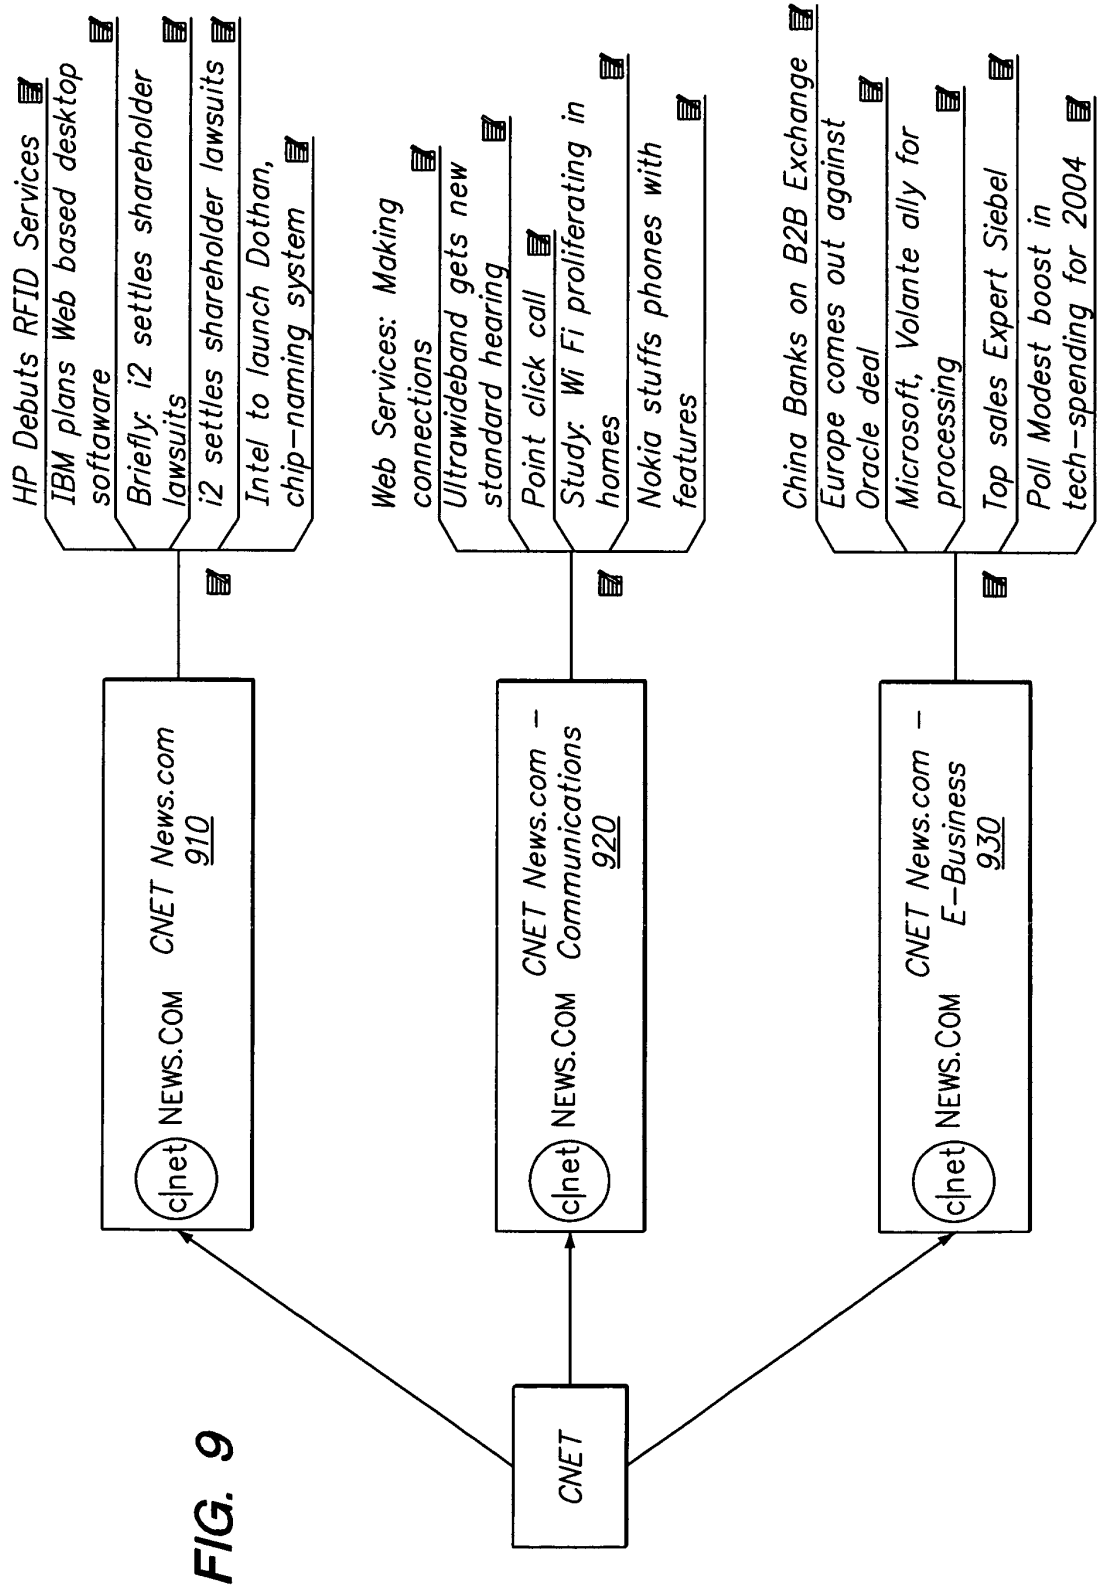 FIG. 9
CNET
c|net NEWS.COM
CNET News.com
910
HP Debuts RFID Services
IBM plans Web based desktop
softaware
Briefly: i2 settles shareholder
lawsuits
i2 settles shareholder lawsuits
Intel to launch Dothan,
chip-naming system
c|net NEWS.COM
CNET News.com –
Communications
920
Web Services: Making
connections
Ultrawideband gets new
standard hearing
Point click call
Study: Wi Fi proliferating in
homes
Nokia stuffs phones with
features
c|net NEWS.COM
CNET News.com –
E-Business
930
China Banks on B2B Exchange
Europe comes out against
Oracle deal
Microsoft, Volante ally for
processing
Top sales Expert Siebel
Poll Modest boost in
tech-spending for 2004